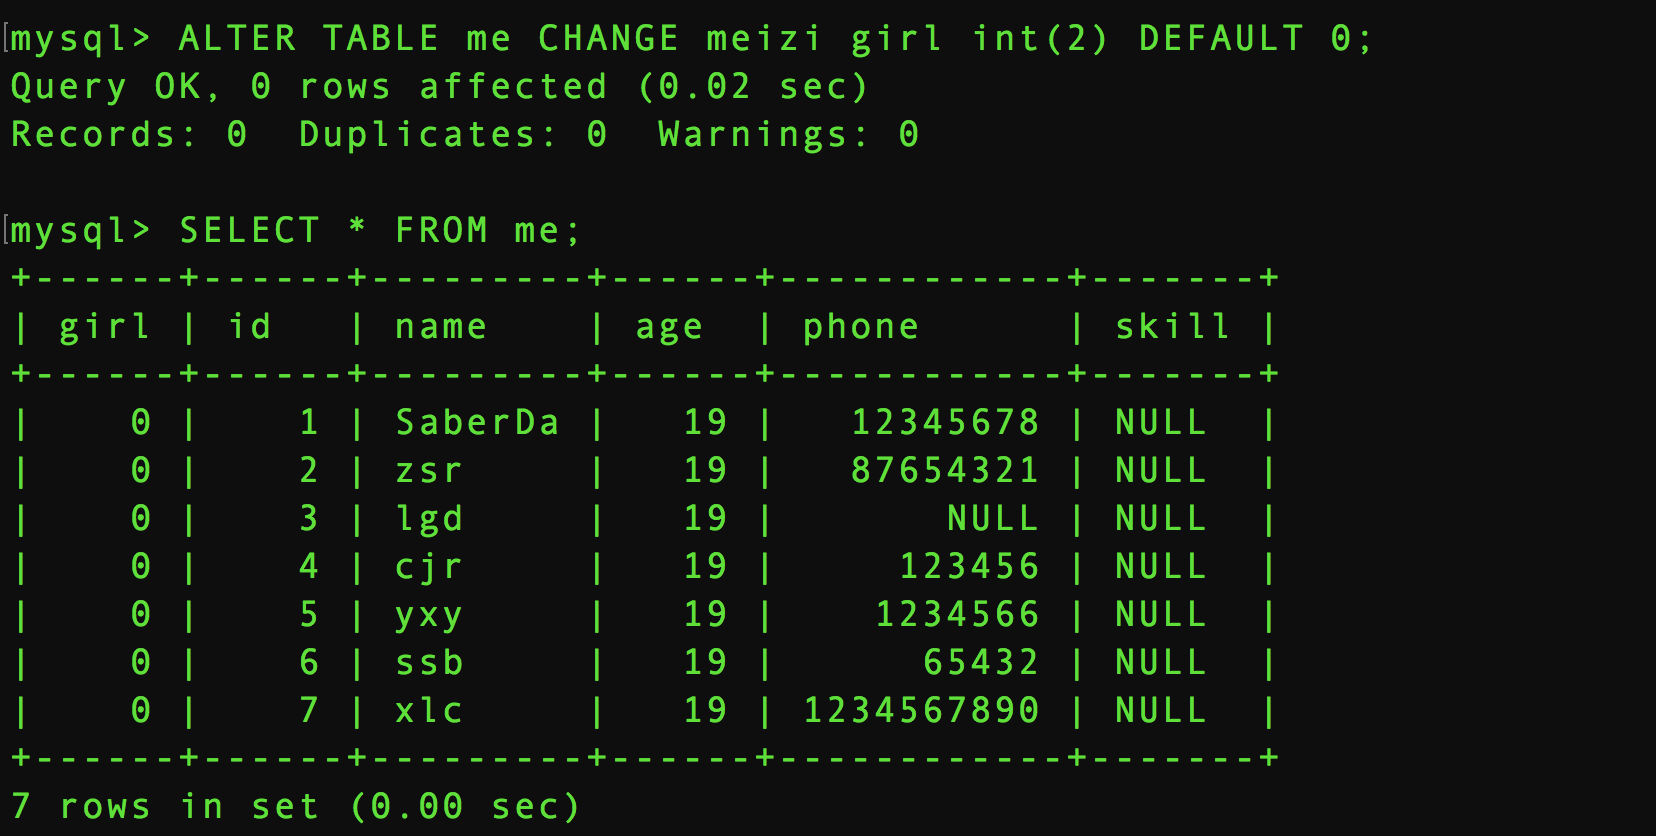 mysql> ALTER TABLE me CHANGE meizi girl int(2) DEFAULT 0;
Query OK, 0 rows affected (0.02 sec)
Records: 0  Duplicates: 0  Warnings: 0

mysql> SELECT * FROM me;
+------+------+---------+------+------------+-------+
| girl | id   | name    | age  | phone      | skill |
+------+------+---------+------+------------+-------+
|    0 |    1 | SaberDa |   19 |   12345678 | NULL  |
|    0 |    2 | zsr     |   19 |   87654321 | NULL  |
|    0 |    3 | lgd     |   19 |       NULL | NULL  |
|    0 |    4 | cjr     |   19 |     123456 | NULL  |
|    0 |    5 | yxy     |   19 |    1234566 | NULL  |
|    0 |    6 | ssb     |   19 |      65432 | NULL  |
|    0 |    7 | xlc     |   19 | 1234567890 | NULL  |
+------+------+---------+------+------------+-------+
7 rows in set (0.00 sec)